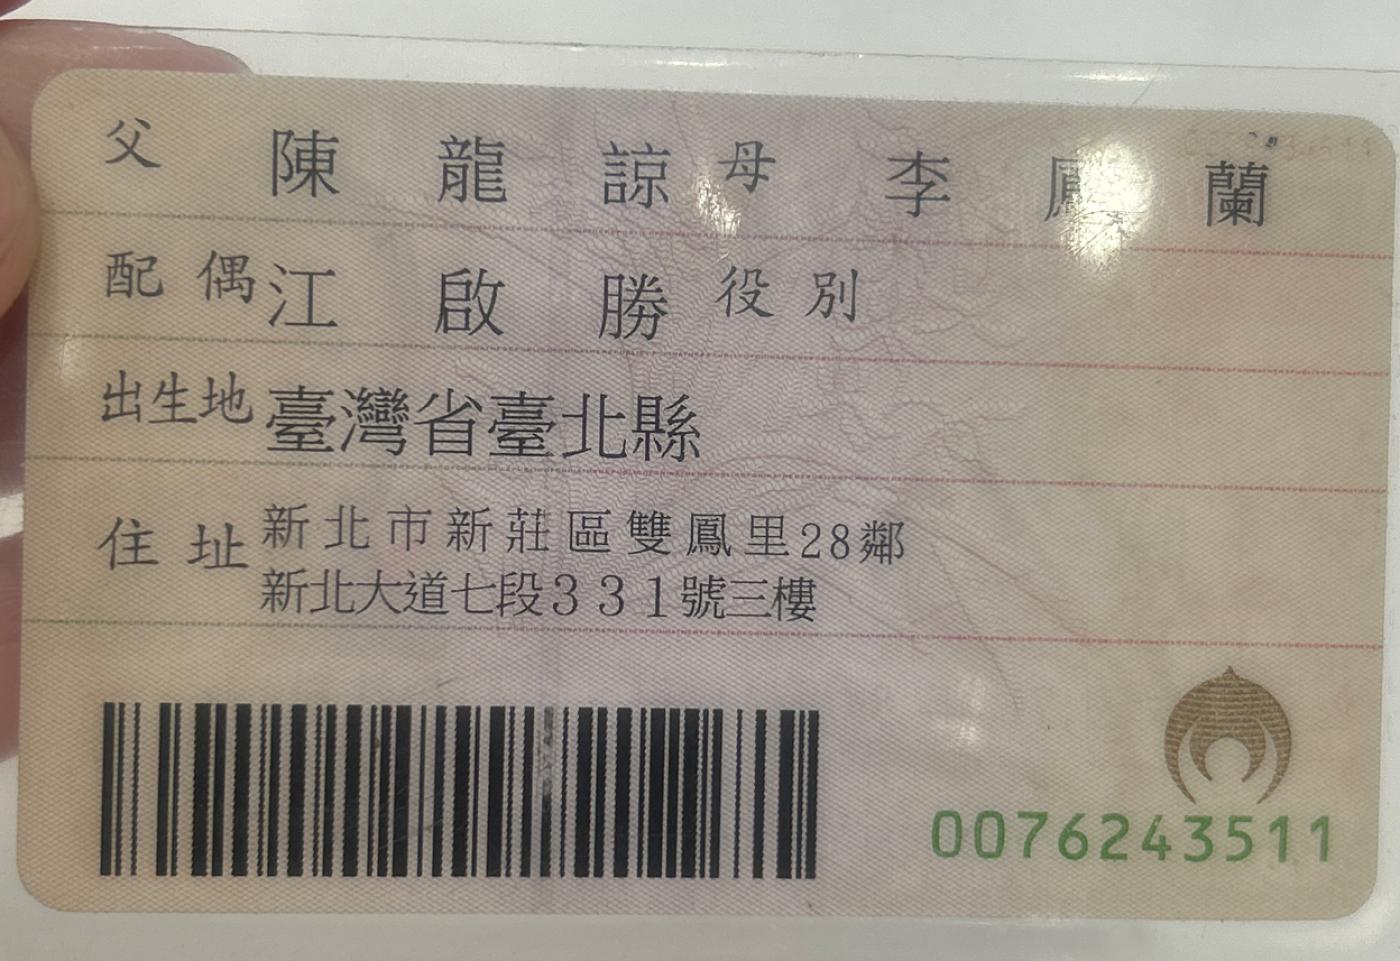 父 陳龍諒 母 李鳳蘭
配偶 江啟勝 役別
出生地 臺灣省臺北縣
住址 新北市新莊區雙鳳里28鄰
新北大道七段331號三樓
0076243511